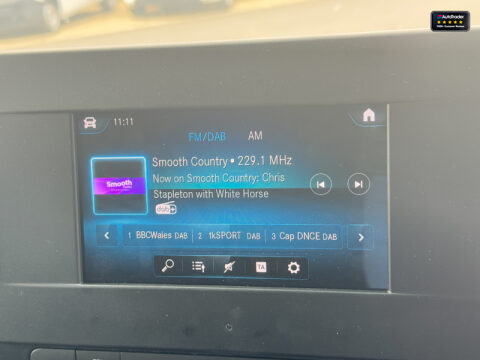 AutoTrader
11:11
FM/DAB AM
Smooth Country • 229.1 MHz
Now on Smooth Country: Chris
Stapleton with White Horse
Smooth
dab+
1 BBCWales DAB 2 1kSPORT DAB 3 Cap DNCE DAB
TA